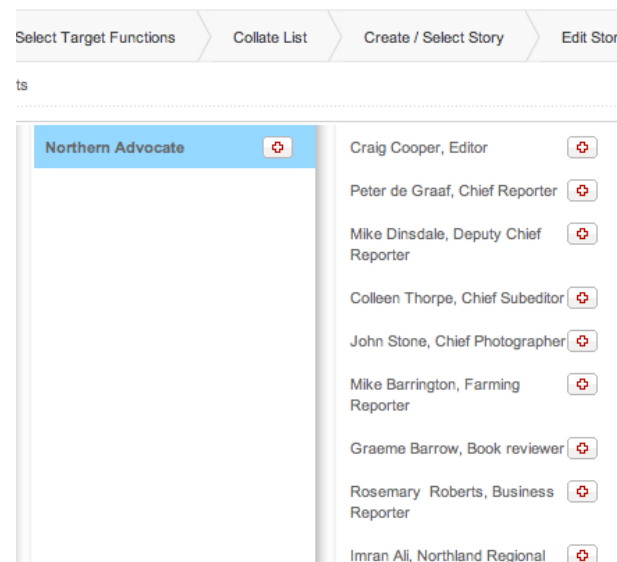 Select Target Functions
Collate List
Create / Select Story
Edit Stor
ts
Northern Advocate
Craig Cooper, Editor
Peter de Graaf, Chief Reporter
Mike Dinsdale, Deputy Chief
Reporter
Colleen Thorpe, Chief Subeditor
John Stone, Chief Photographer
Mike Barrington, Farming
Reporter
Graeme Barrow, Book reviewer
Rosemary Roberts, Business
Reporter
Imran Ali, Northland Regional